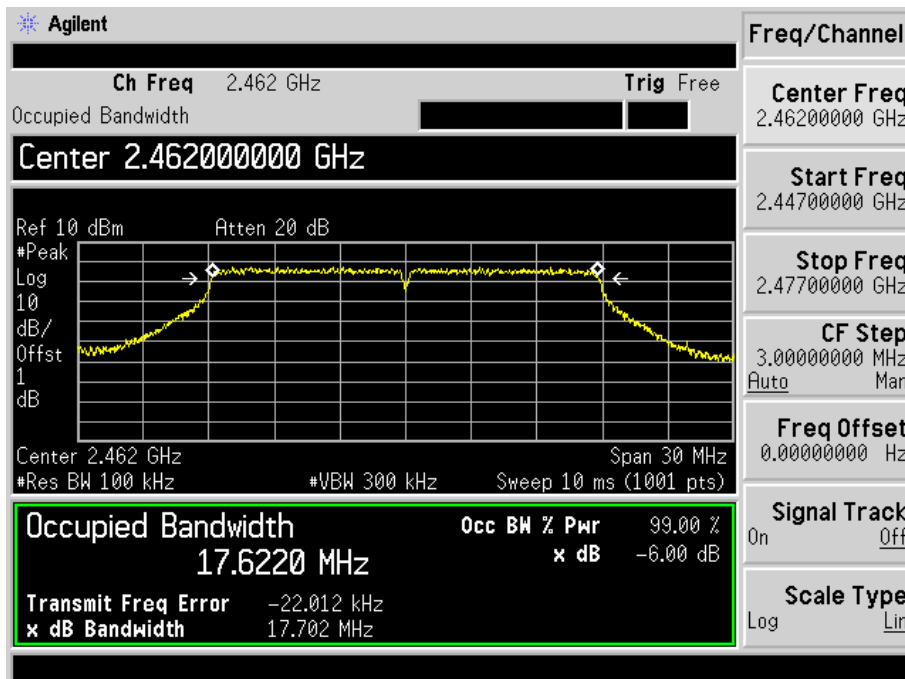 Agilent
Freq/Channel
Ch Freq 2.462 GHz Trig Free
Occupied Bandwidth
Center 2.462000000 GHz
Ref 10 dBm Atten 20 dB
#Peak
Log
10
dB/
Offst
1
dB
Center 2.462 GHz Span 30 MHz
#Res BW 100 kHz #VBW 300 kHz Sweep 10 ms (1001 pts)
Occupied Bandwidth
17.6220 MHz
Occ BW % Pwr 99.00 %
x dB -6.00 dB
Transmit Freq Error -22.012 kHz
x dB Bandwidth 17.702 MHz
Center Freq
2.46200000 GHz
Start Freq
2.44700000 GHz
Stop Freq
2.47700000 GHz
CF Step
3.00000000 MHz
Auto Man
Freq Offset
0.00000000 Hz
Signal Track
On Off
Scale Type
Log Lin